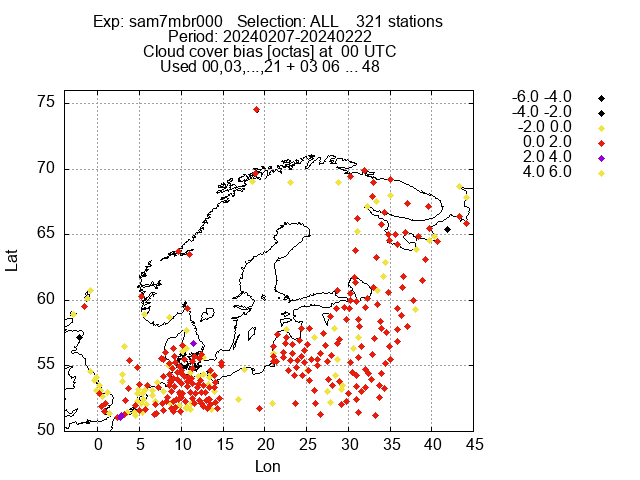 Exp: sam7mbr000   Selection: ALL    321 stations
Period: 20240207-20240222
Cloud cover bias [octas] at  00 UTC
Used 00,03,...,21 + 03 06 ... 48
75
70
65
60
55
50
Lat
0 5 10 15 20 25 30 35 40 45
Lon
-6.0 -4.0
-4.0 -2.0
-2.0 0.0
0.0 2.0
2.0 4.0
4.0 6.0